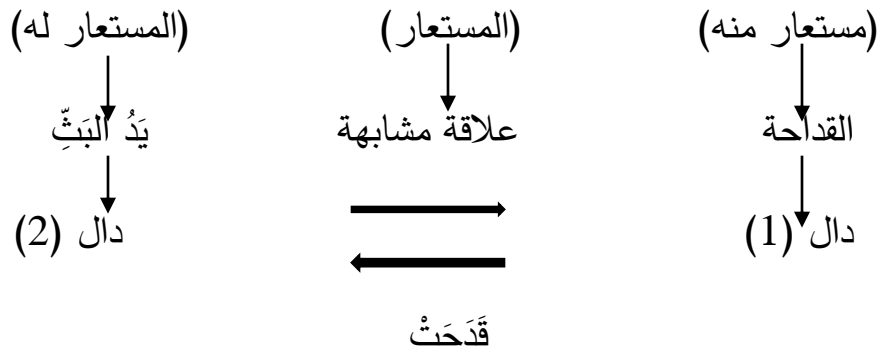 (مستعار منه) (المستعار) (المستعار له)
القداحة علاقة مشابهة يَدُ البَثِّ
دال (1) دال (2)
قَدَحَتْ